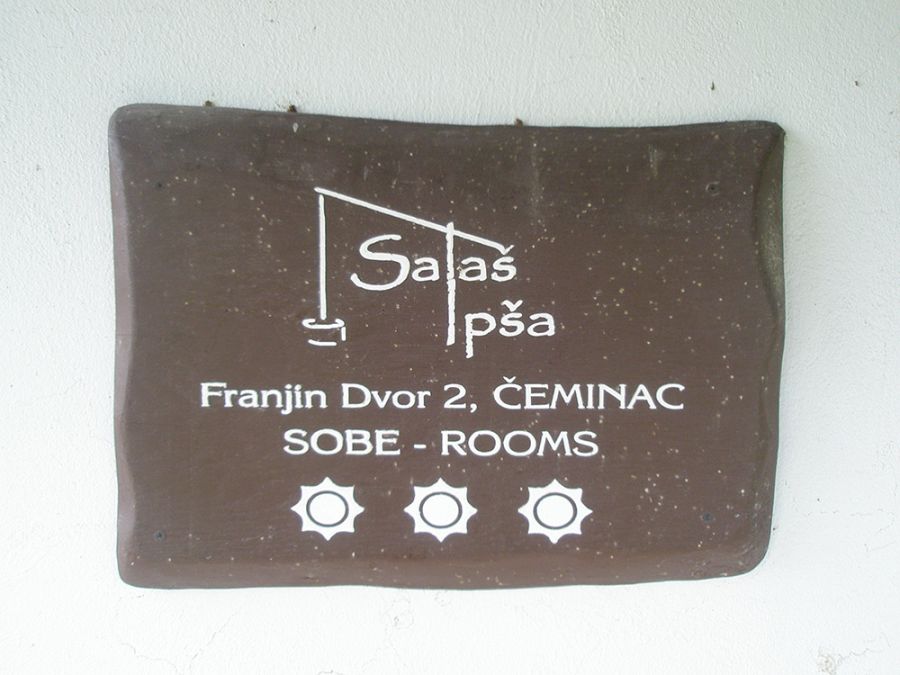 Salaš
Ipša
Franjin Dvor 2, ČEMINAC
SOBE - ROOMS